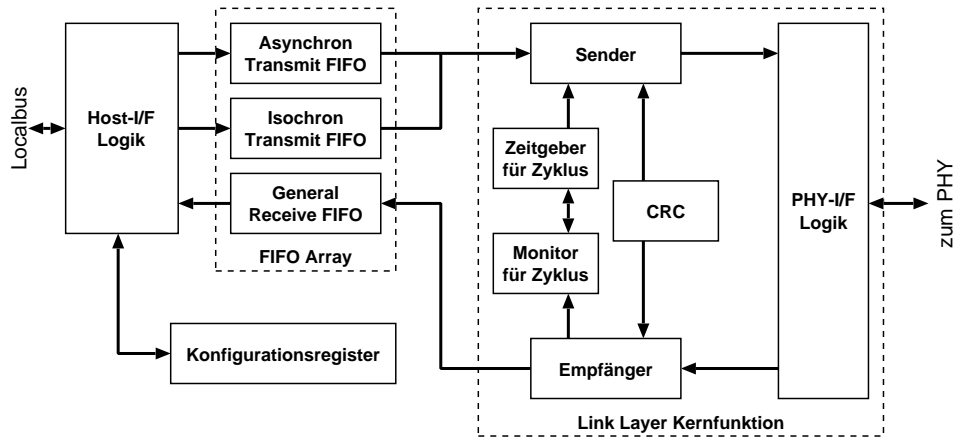 Localbus
Host-I/F
Logik
Asynchron
Transmit FIFO
Isochron
Transmit FIFO
General
Receive FIFO
FIFO Array
Konfigurationsregister
Sender
Zeitgeber
für Zyklus
Monitor
für Zyklus
CRC
Empfänger
Link Layer Kernfunktion
PHY-I/F
Logik
zum PHY